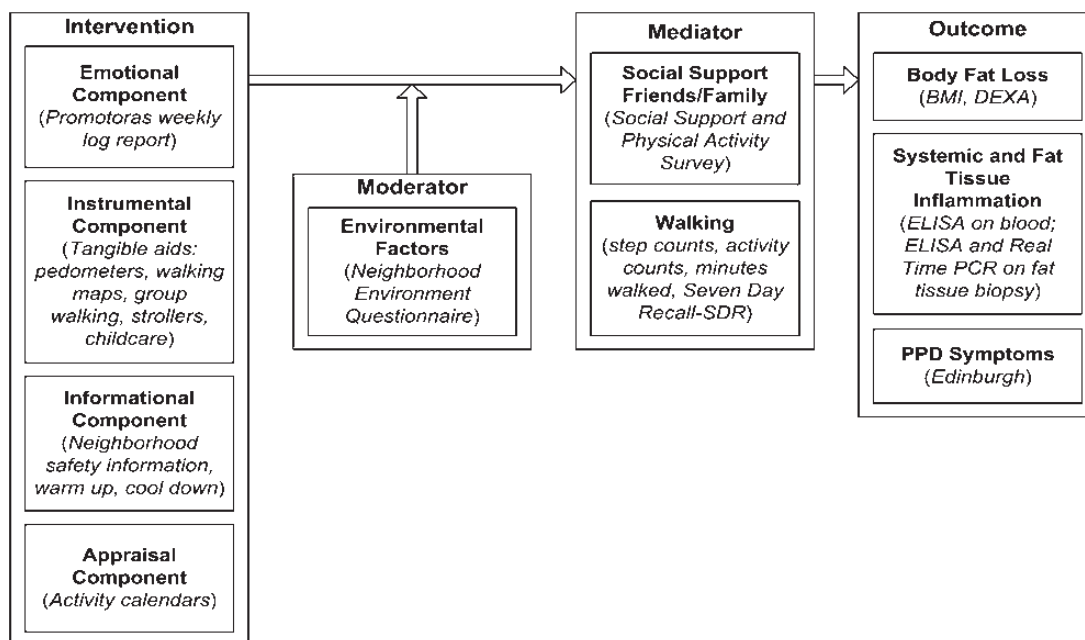 Intervention
Emotional
Component
(Promotoras weekly
log report)
Instrumental
Component
(Tangible aids:
pedometers, walking
maps, group
walking, strollers,
childcare)
Informational
Component
(Neighborhood
safety information,
warm up, cool down)
Appraisal
Component
(Activity calendars)
Moderator
Environmental
Factors
(Neighborhood
Environment
Questionnaire)
Mediator
Social Support
Friends/Family
(Social Support and
Physical Activity
Survey)
Walking
(step counts, activity
counts, minutes
walked, Seven Day
Recall-SDR)
Outcome
Body Fat Loss
(BMI, DEXA)
Systemic and Fat
Tissue
Inflammation
(ELISA on blood;
ELISA and Real
Time PCR on fat
tissue biopsy)
PPD Symptoms
(Edinburgh)